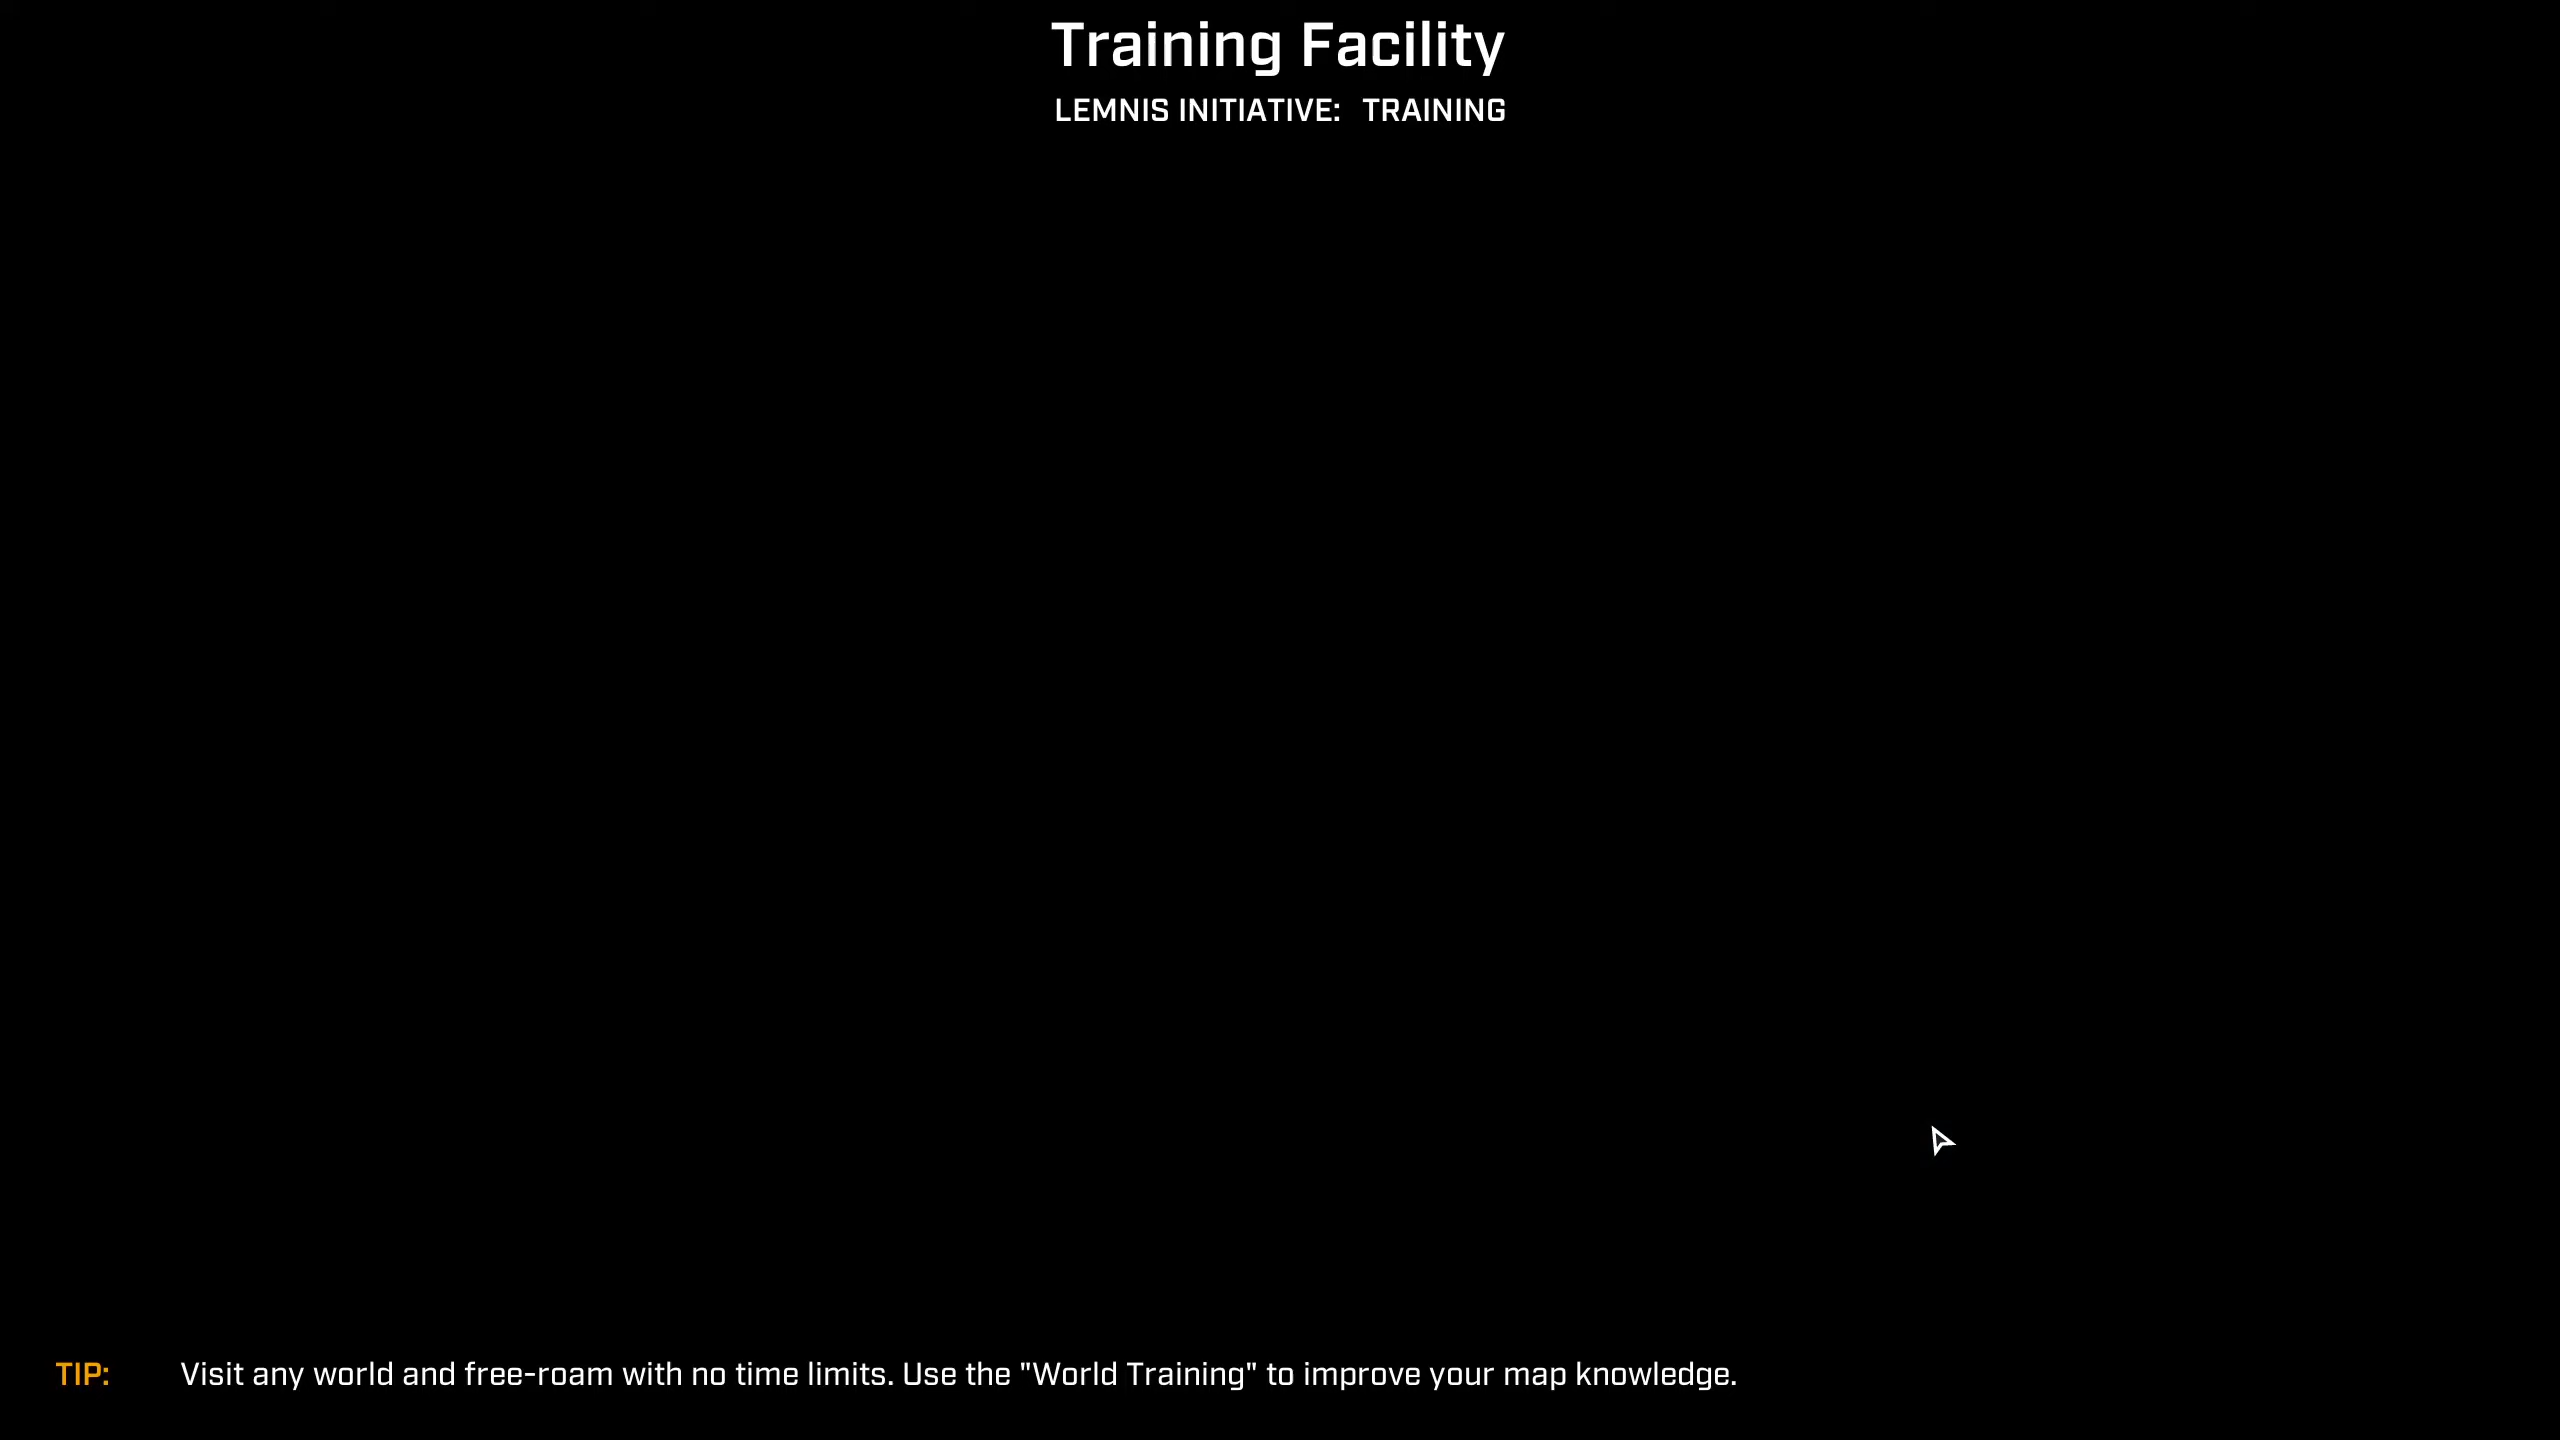 Training Facility
LEMNIS INITIATIVE: TRAINING
TIP: Visit any world and free-roam with no time limits. Use the "World Training" to improve your map knowledge.